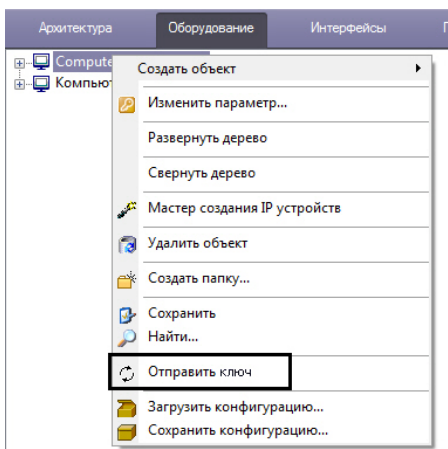 Архитектура Оборудование Интерфейсы
Compute
Компьют
Создать объект
Изменить параметр...
Развернуть дерево
Свернуть дерево
Мастер создания IP устройств
Удалить объект
Создать папку...
Сохранить
Найти...
Отправить ключ
Загрузить конфигурацию...
Сохранить конфигурацию...